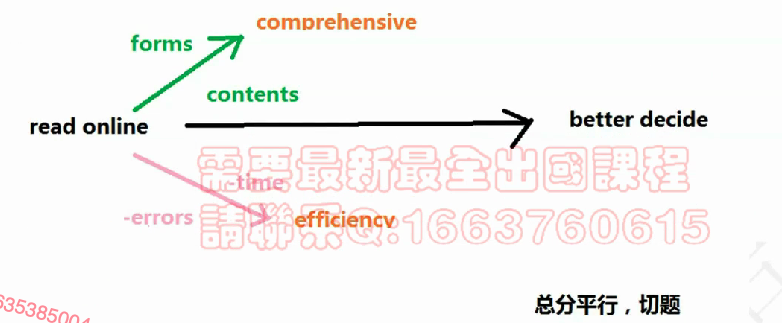 comprehensive
forms
contents
read online
better decide
需要最新最全出國課程
-time
-errors
efficiency
請聯系Q:1663760615
总分平行，切题
635385004